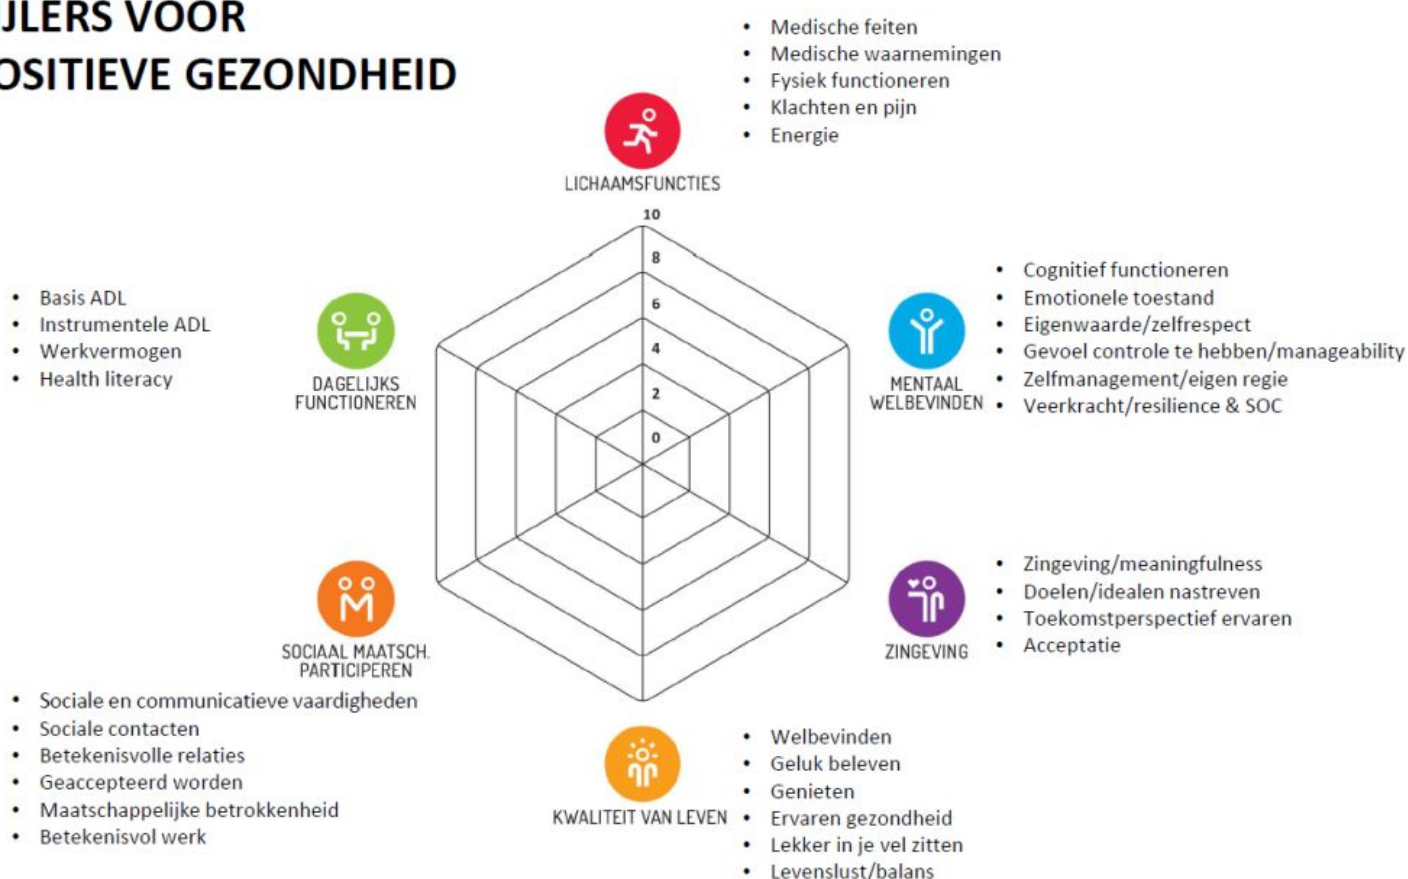 JLERS VOOR
OSITIEVE GEZONDHEID
• Medische feiten
• Medische waarnemingen
• Fysiek functioneren
• Klachten en pijn
• Energie
LICHAAMSFUNCTIES
10
8
6
4
2
0
• Basis ADL
• Instrumentele ADL
• Werkvermogen
• Health literacy
DAGELIJKS
FUNCTIONEREN
• Cognitief functioneren
• Emotionele toestand
• Eigenwaarde/zelfrespect
• Gevoel controle te hebben/manageability
• Zelfmanagement/eigen regie
• Veerkracht/resilience & SOC
MENTAAL
WELBEVINDEN
SOCIAAL MAATSCH.
PARTICIPEREN
• Sociale en communicatieve vaardigheden
• Sociale contacten
• Betekenisvolle relaties
• Geaccepteerd worden
• Maatschappelijke betrokkenheid
• Betekenisvol werk
• Zingeving/meaningfulness
• Doelen/idealen nastreven
• Toekomstperspectief ervaren
• Acceptatie
ZINGEVING
KWALITEIT VAN LEVEN
• Welbevinden
• Geluk beleven
• Genieten
• Ervaren gezondheid
• Lekker in je vel zitten
• Levenslust/balans